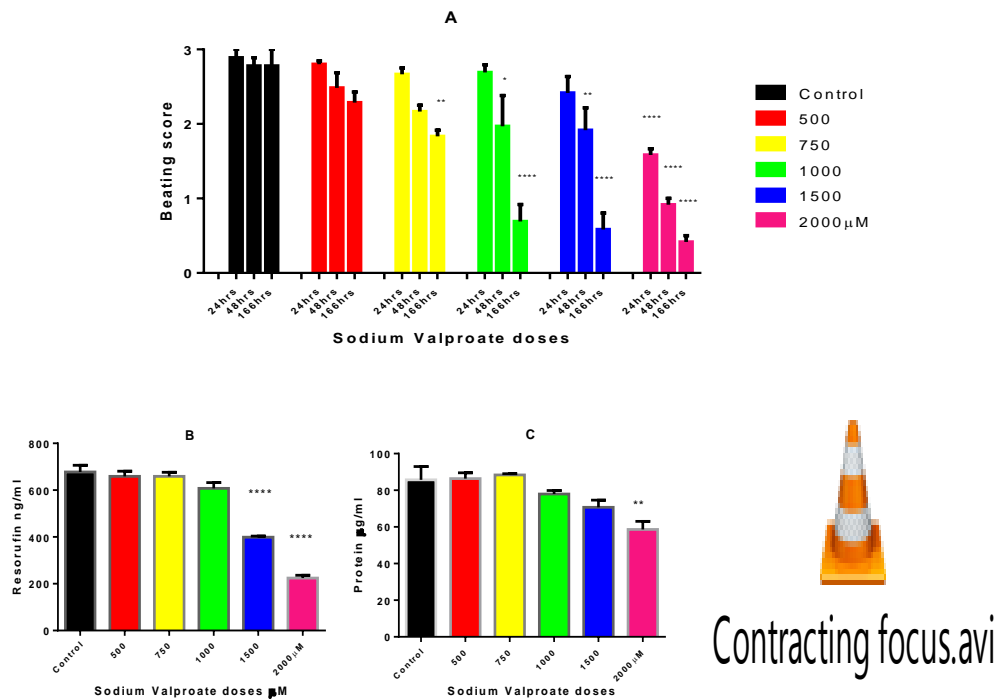 A
3
2
1
0
Beating score
**
*
****
**
****
****
****
****
24hrs 48hrs 166hrs 24hrs 48hrs 166hrs 24hrs 48hrs 166hrs 24hrs 48hrs 166hrs 24hrs 48hrs 166hrs 24hrs 48hrs 166hrs
Sodium Valproate doses
Control
500
750
1000
1500
2000μM
B
800
600
400
200
0
Resorufin ng/ml
****
****
Control 500 750 1000 1500 2000μM
Sodium Valproate doses μM
C
100
80
60
40
20
0
Protein μg/ml
**
Control 500 750 1000 1500 2000μM
Sodium Valproate doses
Contracting focus.avi